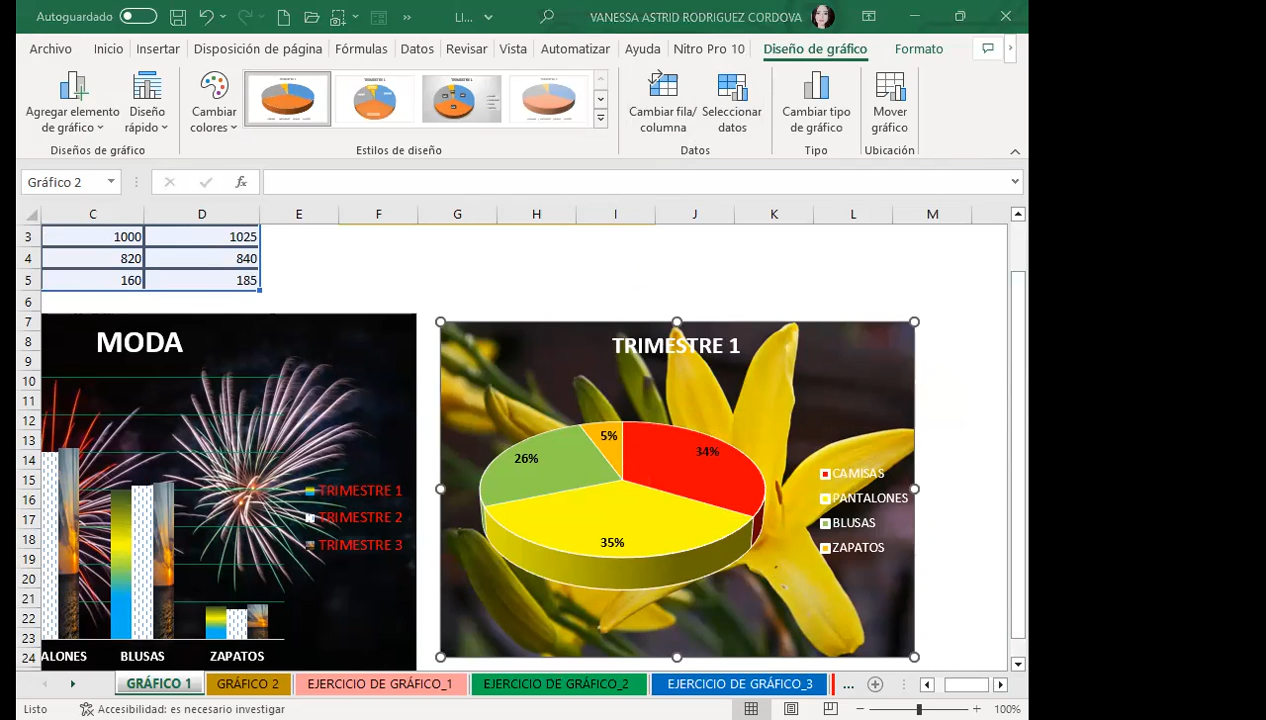 Autoguardado
LI...
VANESSA ASTRID RODRIGUEZ CORDOVA
Archivo Inicio Insertar Disposición de página Fórmulas Datos Revisar Vista Automatizar Ayuda Nitro Pro 10 Diseño de gráfico Formato
Agregar elemento de gráfico
Diseño rápido
Cambiar colores
Cambiar fila/ columna
Seleccionar datos
Cambiar tipo de gráfico
Mover gráfico
Diseños de gráfico
Estilos de diseño
Datos
Tipo
Ubicación
Gráfico 2
fx
C D E F G H I J K L M
3 1000 1025
4 820 840
5 160 185
6
7
8
9
10
11
12
13
14
15
16
17
18
19
20
21
22
23
24
MODA
TRIMESTRE 1
TRIMESTRE 2
TRIMESTRE 3
ALONES BLUSAS ZAPATOS
TRIMESTRE 1
5%
34%
26%
35%
CAMISAS
PANTALONES
BLUSAS
ZAPATOS
GRÁFICO 1 GRÁFICO 2 EJERCICIO DE GRÁFICO_1 EJERCICIO DE GRÁFICO_2 EJERCICIO DE GRÁFICO_3 ...
Listo Accesibilidad: es necesario investigar 100%